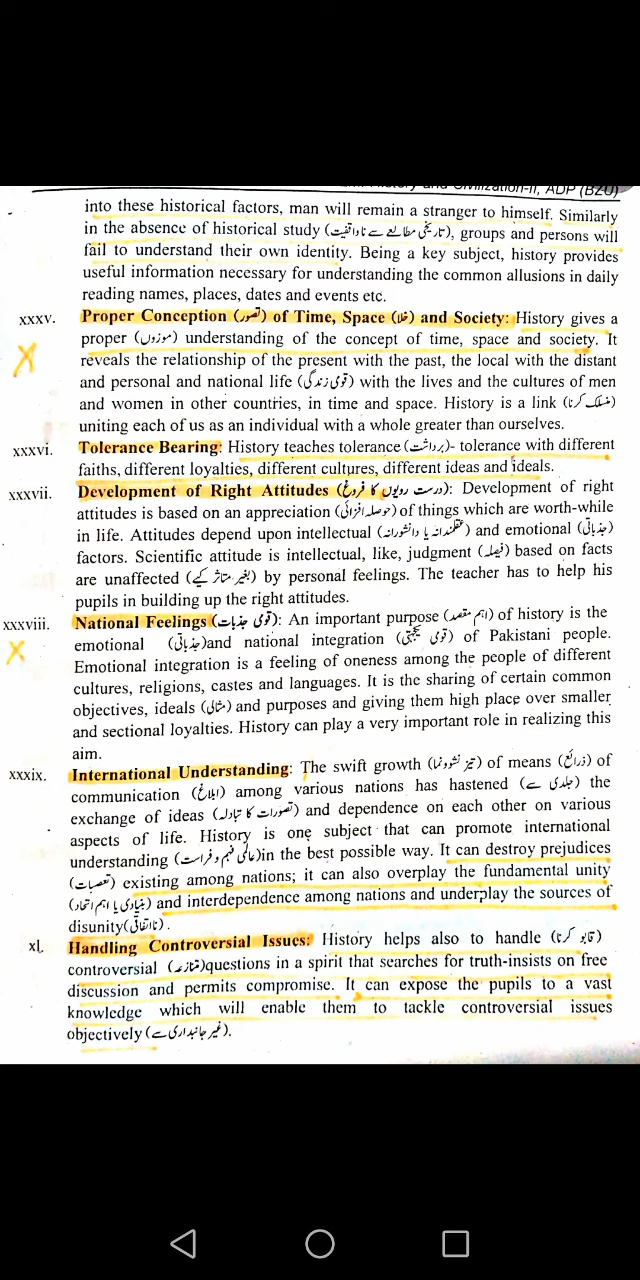 History and Civilization-II, ADP (BZU)
into these historical factors, man will remain a stranger to himself. Similarly
in the absence of historical study (تاریخی مطالعے سے ناواقفیت), groups and persons will
fail to understand their own identity. Being a key subject, history provides
useful information necessary for understanding the common allusions in daily
reading names, places, dates and events etc.
xxxv. Proper Conception (تصور) of Time, Space (خلا) and Society: History gives a
proper (موزوں) understanding of the concept of time, space and society. It
reveals the relationship of the present with the past, the local with the distant
and personal and national life (قومی زندگی) with the lives and the cultures of men
and women in other countries, in time and space. History is a link (منسلک کرنا)
uniting each of us as an individual with a whole greater than ourselves.
xxxvi. Tolerance Bearing: History teaches tolerance (برداشت)- tolerance with different
faiths, different loyalties, different cultures, different ideas and ideals.
xxxvii. Development of Right Attitudes (درست رویوں کا فروغ): Development of right
attitudes is based on an appreciation (حوصلہ افزائی) of things which are worth-while
in life. Attitudes depend upon intellectual (عقلمندانہ یا دانشورانہ) and emotional (جذباتی)
factors. Scientific attitude is intellectual, like, judgment (فیصلہ) based on facts
are unaffected (بغیر متاثر کیے) by personal feelings. The teacher has to help his
pupils in building up the right attitudes.
xxxviii. National Feelings (قومی جذبات): An important purpose (اہم مقصد) of history is the
emotional (جذباتی)and national integration (قومی یکجہتی) of Pakistani people.
Emotional integration is a feeling of oneness among the people of different
cultures, religions, castes and languages. It is the sharing of certain common
objectives, ideals (مثالی) and purposes and giving them high place over smaller
and sectional loyalties. History can play a very important role in realizing this
aim.
xxxix. International Understanding: The swift growth (تیز نشوونما) of means (ذرائع) of
communication (ابلاغ) among various nations has hastened (جلدی سے) the
exchange of ideas (تصورات کا تبادلہ) and dependence on each other on various
aspects of life. History is one subject that can promote international
understanding (عالمی فہم و فراست)in the best possible way. It can destroy prejudices
(تعصبات) existing among nations; it can also overplay the fundamental unity
(بنیادی یا اہم اتحاد) and interdependence among nations and underplay the sources of
disunity(نااتفاقی).
xl. Handling Controversial Issues: History helps also to handle (قابو کرنا)
controversial (متنازعہ)questions in a spirit that searches for truth-insists on free
discussion and permits compromise. It can expose the pupils to a vast
knowledge which will enable them to tackle controversial issues
objectively (غیر جانبداری سے).